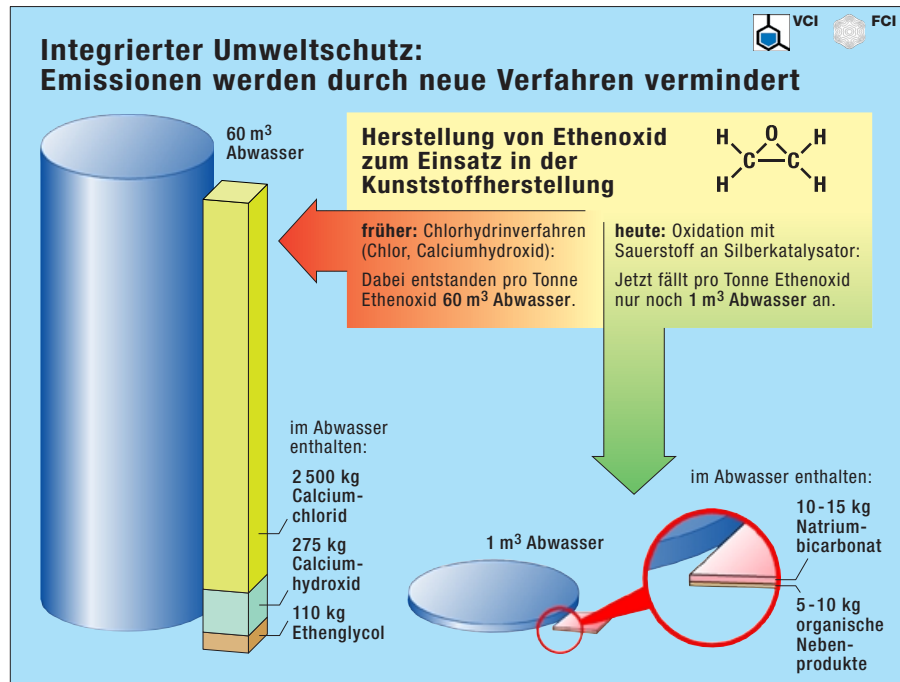 VCI
FCI
Integrierter Umweltschutz:
Emissionen werden durch neue Verfahren vermindert
60 m³
Abwasser
Herstellung von Ethenoxid
zum Einsatz in der
Kunststoffherstellung
H O H
C C
H H
früher: Chlorhydrinverfahren
(Chlor, Calciumhydroxid):
Dabei entstanden pro Tonne
Ethenoxid 60 m³ Abwasser.
heute: Oxidation mit
Sauerstoff an Silberkatalysator:
Jetzt fällt pro Tonne Ethenoxid
nur noch 1 m³ Abwasser an.
im Abwasser
enthalten:
2 500 kg
Calcium-
chlorid
275 kg
Calcium-
hydroxid
110 kg
Ethenglycol
1 m³ Abwasser
im Abwasser enthalten:
10-15 kg
Natrium-
bicarbonat
5-10 kg
organische
Neben-
produkte